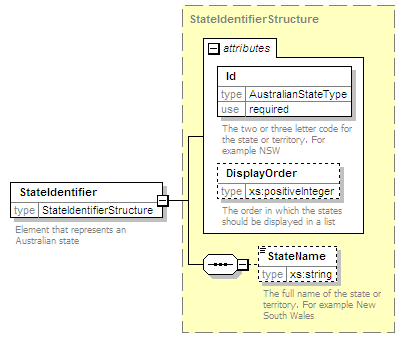 StateIdentifierStructure
attributes
Id
type AustralianStateType
use required
The two or three letter code for
the state or territory. For
example NSW
DisplayOrder
type xs:positiveInteger
The order in which the states
should be displayed in a list
StateIdentifier
type StateIdentifierStructure
Element that represents an
Australian state
StateName
type xs:string
The full name of the state or
territory. For example New
South Wales